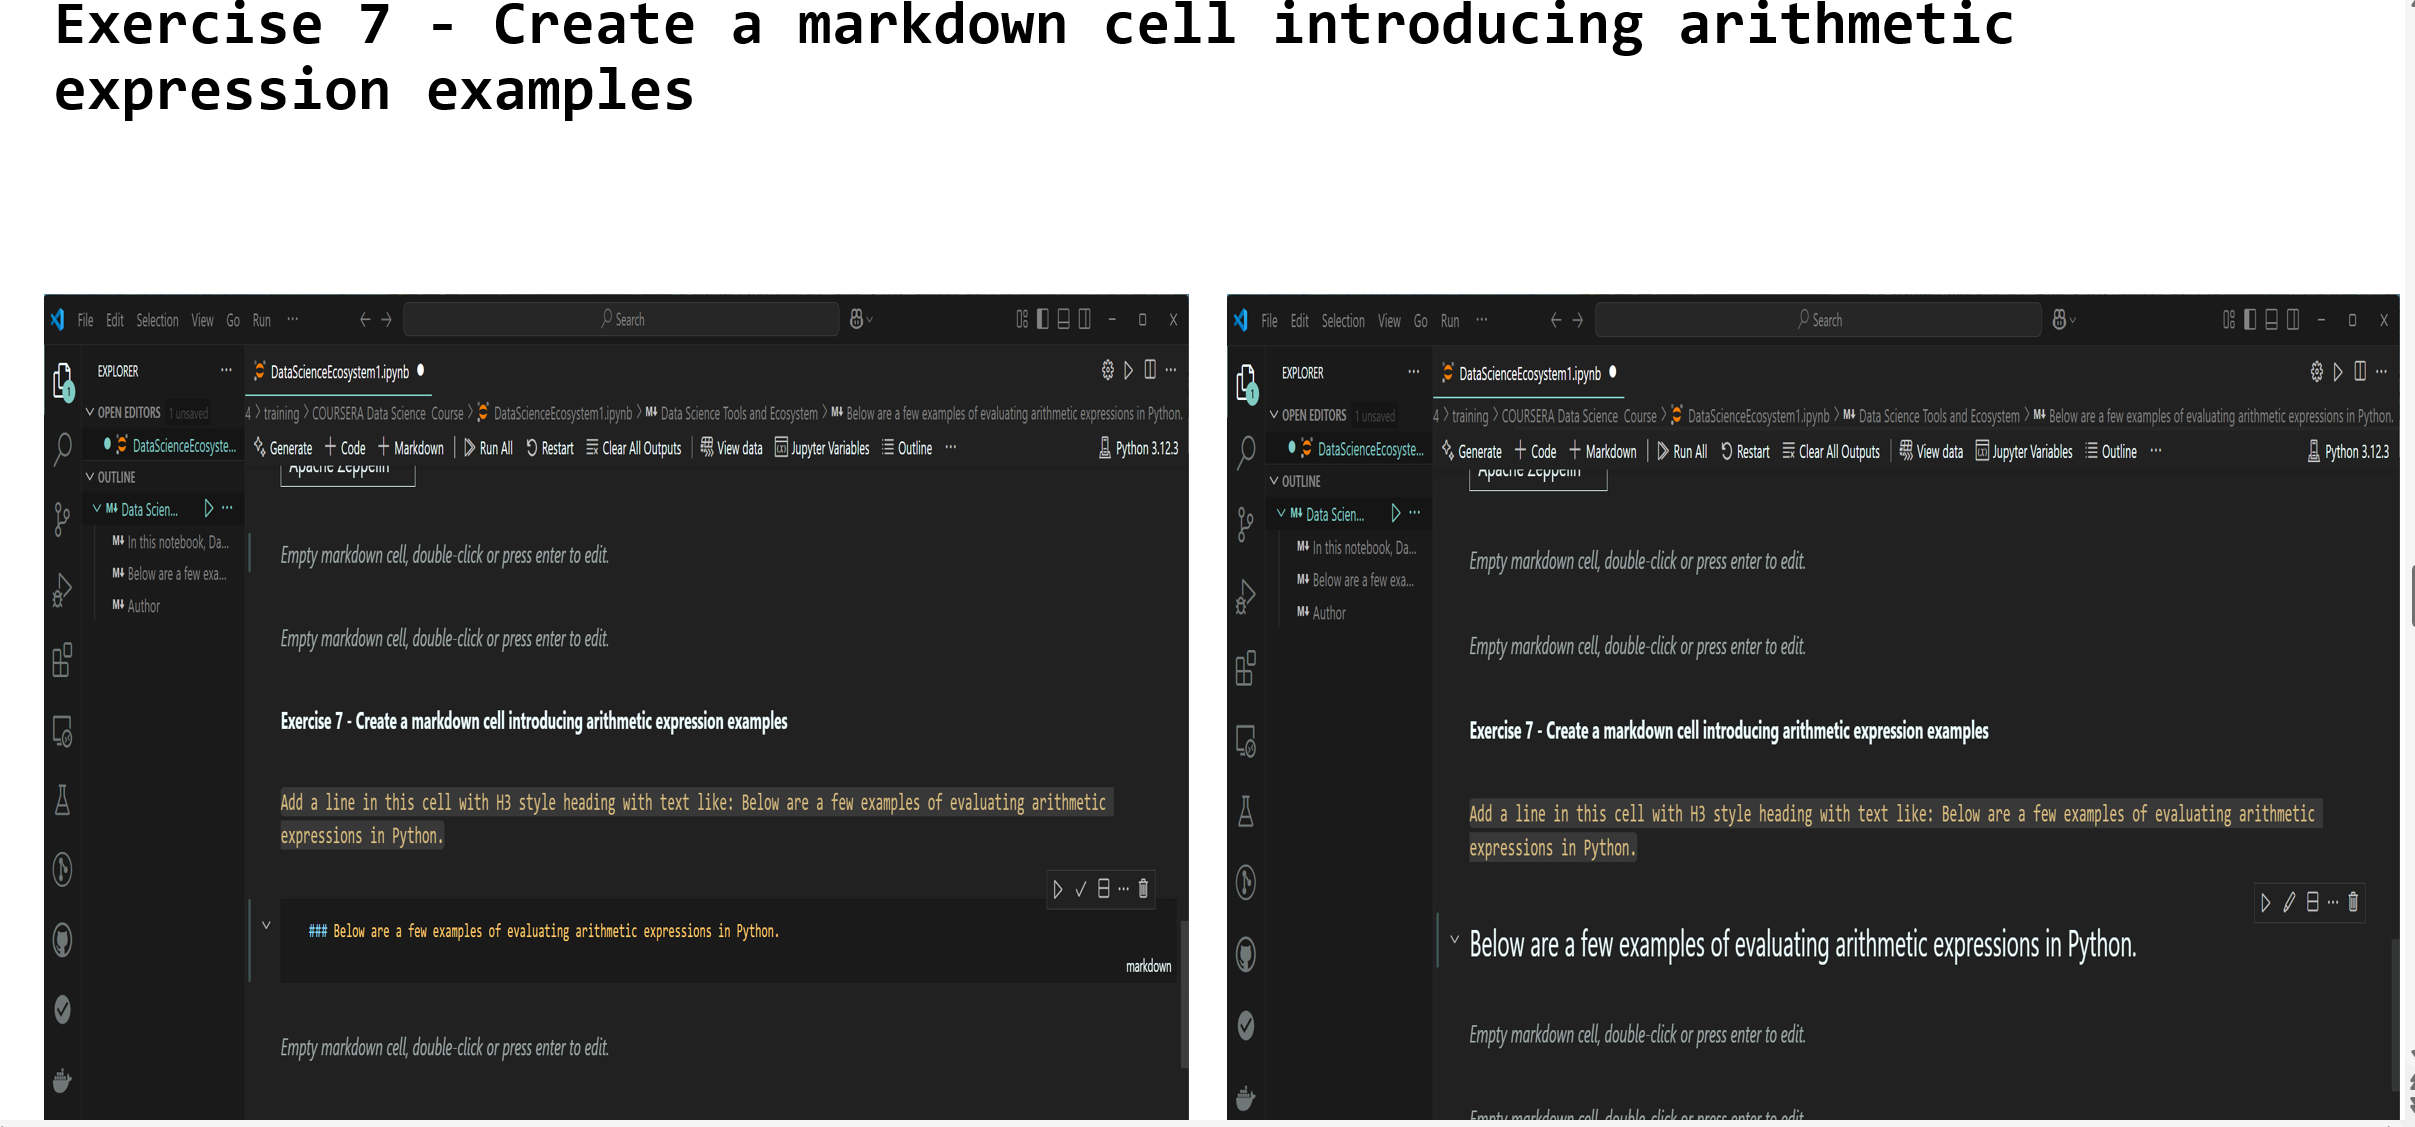 Exercise 7 - Create a markdown cell introducing arithmetic
expression examples
File Edit Selection View Go Run ··· Search
EXPLORER ···
DataScienceEcosystem1.ipynb
OPEN EDITORS 1 unsaved
4 > training > COURSERA Data Science Course > DataScienceEcosystem1.ipynb > M↓ Data Science Tools and Ecosystem > M↓ Below are a few examples of evaluating arithmetic expressions in Python.
DataScienceEcosyste...
Generate + Code + Markdown Run All Restart Clear All Outputs View data Jupyter Variables Outline ··· Python 3.12.3
OUTLINE
Apache Zeppelin
M↓ Data Scien... ···
M↓ In this notebook, Da...
M↓ Below are a few exa...
M↓ Author
Empty markdown cell, double-click or press enter to edit.
Empty markdown cell, double-click or press enter to edit.
Exercise 7 - Create a markdown cell introducing arithmetic expression examples
Add a line in this cell with H3 style heading with text like: Below are a few examples of evaluating arithmetic
expressions in Python.
### Below are a few examples of evaluating arithmetic expressions in Python.
markdown
Empty markdown cell, double-click or press enter to edit.
File Edit Selection View Go Run ··· Search
EXPLORER ···
DataScienceEcosystem1.ipynb
OPEN EDITORS 1 unsaved
4 > training > COURSERA Data Science Course > DataScienceEcosystem1.ipynb > M↓ Data Science Tools and Ecosystem > M↓ Below are a few examples of evaluating arithmetic expressions in Python.
DataScienceEcosyste...
Generate + Code + Markdown Run All Restart Clear All Outputs View data Jupyter Variables Outline ··· Python 3.12.3
OUTLINE
Apache Zeppelin
M↓ Data Scien... ···
M↓ In this notebook, Da...
M↓ Below are a few exa...
M↓ Author
Empty markdown cell, double-click or press enter to edit.
Empty markdown cell, double-click or press enter to edit.
Exercise 7 - Create a markdown cell introducing arithmetic expression examples
Add a line in this cell with H3 style heading with text like: Below are a few examples of evaluating arithmetic
expressions in Python.
Below are a few examples of evaluating arithmetic expressions in Python.
Empty markdown cell, double-click or press enter to edit.
Empty markdown cell, double-click or press enter to edit.